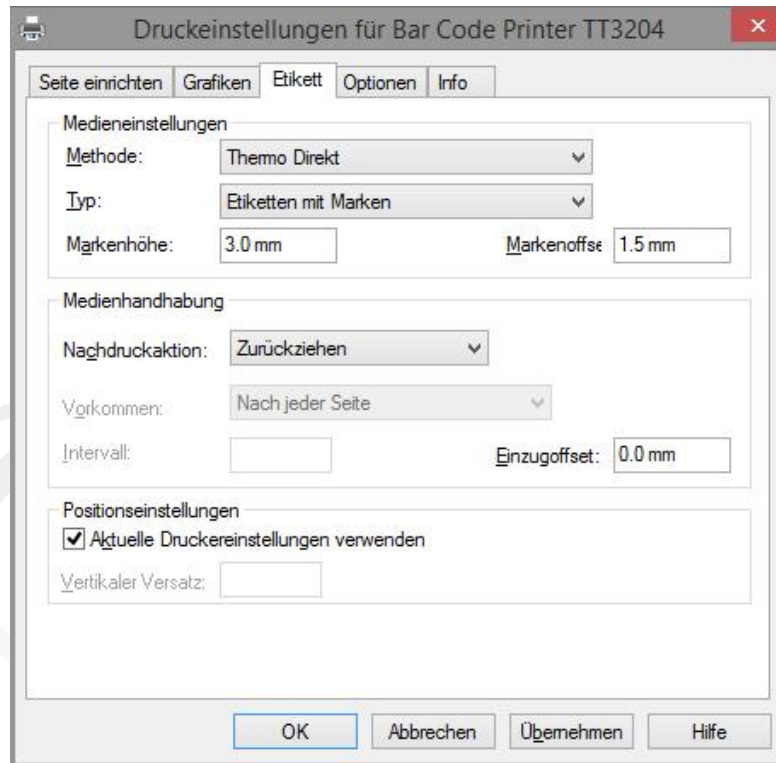 Druckeinstellungen für Bar Code Printer TT3204
Seite einrichten Grafiken Etikett Optionen Info
Medieneinstellungen
Methode: Thermo Direkt
Typ: Etiketten mit Marken
Markenhöhe: 3.0 mm Markenoffse 1.5 mm
Medienhandhabung
Nachdruckaktion: Zurückziehen
Vorkommen: Nach jeder Seite
Intervall: Einzugoffset: 0.0 mm
Positionseinstellungen
Aktuelle Druckereinstellungen verwenden
Vertikaler Versatz:
OK Abbrechen Übernehmen Hilfe